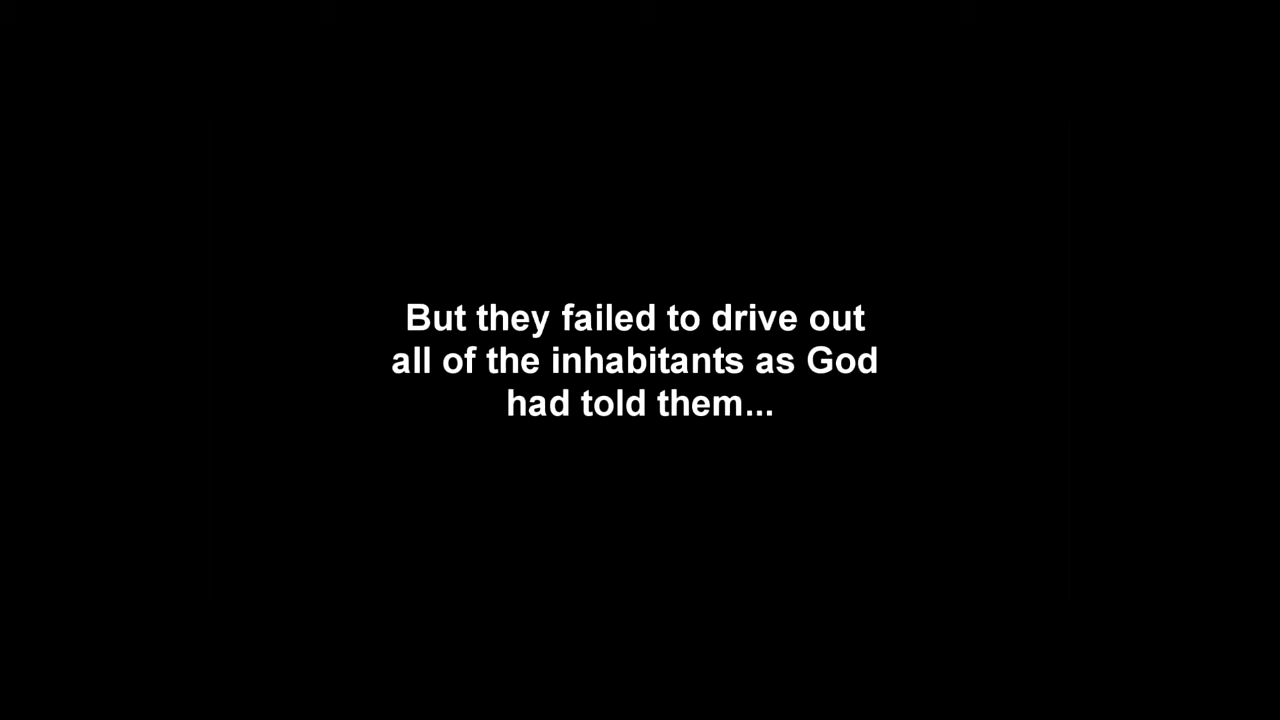 But they failed to drive out
all of the inhabitants as God
had told them...